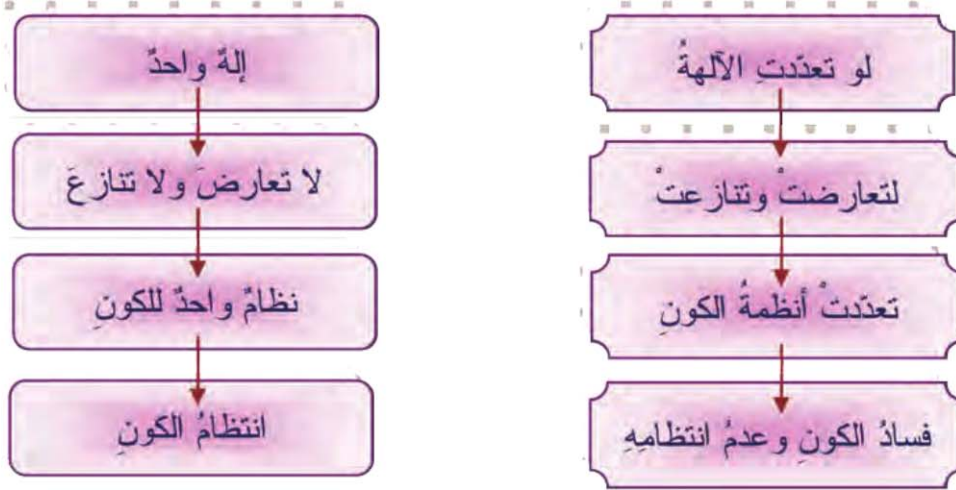 لو تعدّدتِ الآلهةُ
لتعارضتْ وتنازعتْ
تعدّدتْ أنظمةُ الكونِ
فسادُ الكونِ وعدمُ انتظامِهِ
إلهٌ واحدٌ
لا تعارضَ ولا تنازعَ
نظامٌ واحدٌ للكونِ
انتظامُ الكونِ